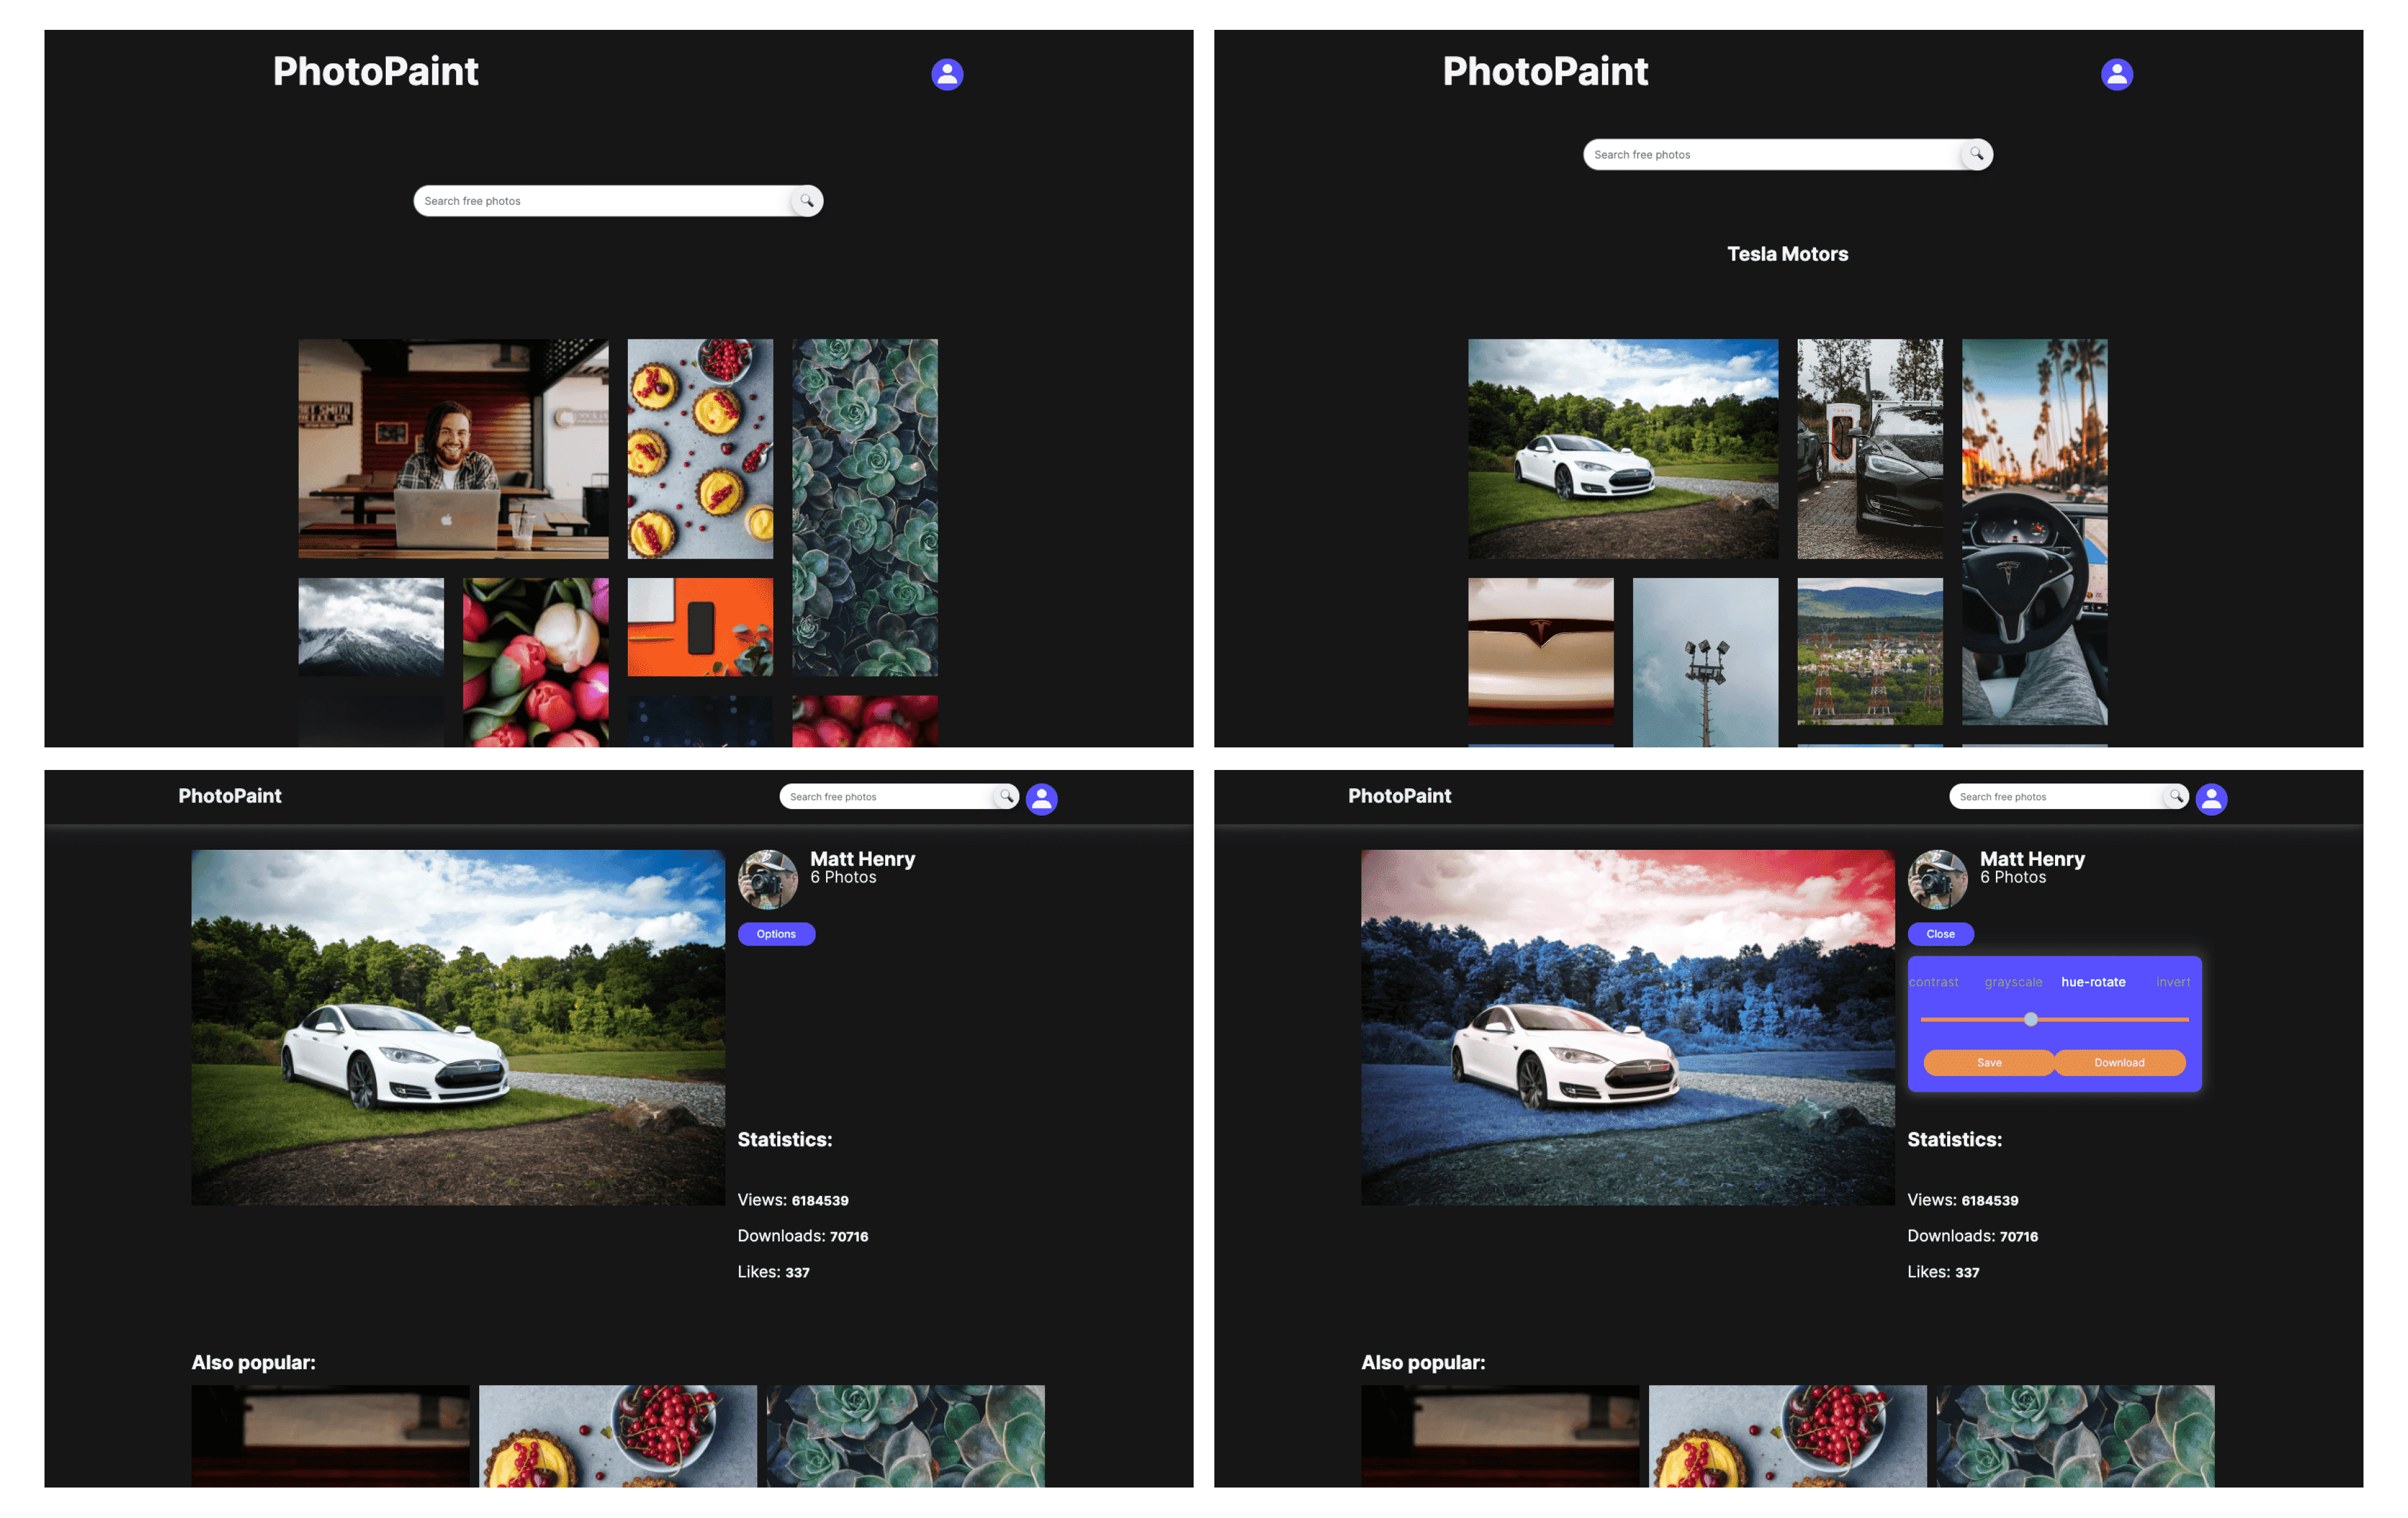 PhotoPaint
Search free photos
PhotoPaint
Search free photos
Tesla Motors
PhotoPaint
Search free photos
Matt Henry
6 Photos
Options
Statistics:
Views: 6184539
Downloads: 70716
Likes: 337
Also popular:
PhotoPaint
Search free photos
Matt Henry
6 Photos
Close
contrast grayscale hue-rotate invert
Save Download
Statistics:
Views: 6184539
Downloads: 70716
Likes: 337
Also popular: